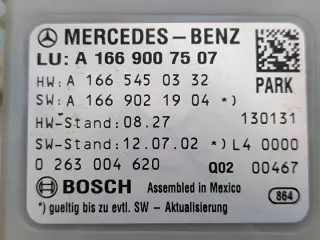 MERCEDES-BENZ
LU: A 166 900 75 07
HW: A 166 545 03 32
PARK
SW: A 166 902 19 04 *)
HW-Stand: 08.27 130131
SW-Stand: 12.07.02 *) L4 0000
0 263 004 620 Q02 00467
BOSCH Assembled in Mexico 864
*) gueltig bis zu evtl. SW - Aktualisierung